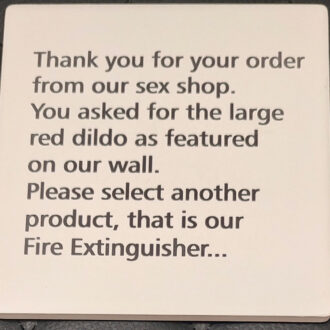 Thank you for your order
from our sex shop.
You asked for the large
red dildo as featured
on our wall.
Please select another
product, that is our
Fire Extinguisher...